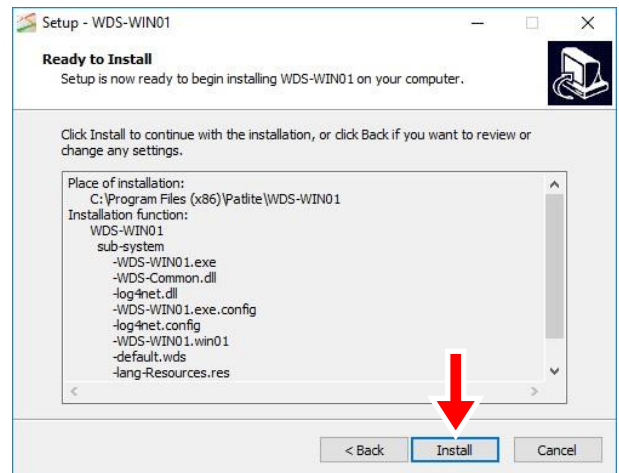 Setup - WDS-WIN01
Ready to Install
Setup is now ready to begin installing WDS-WIN01 on your computer.
Click Install to continue with the installation, or click Back if you want to review or
change any settings.
Place of installation:
C:\Program Files (x86)\Patlite\WDS-WIN01
Installation function:
WDS-WIN01
sub-system
-WDS-WIN01.exe
-WDS-Common.dll
-log4net.dll
-WDS-WIN01.exe.config
-log4net.config
-WDS-WIN01.win01
-default.wds
-lang-Resources.res
< Back Install Cancel